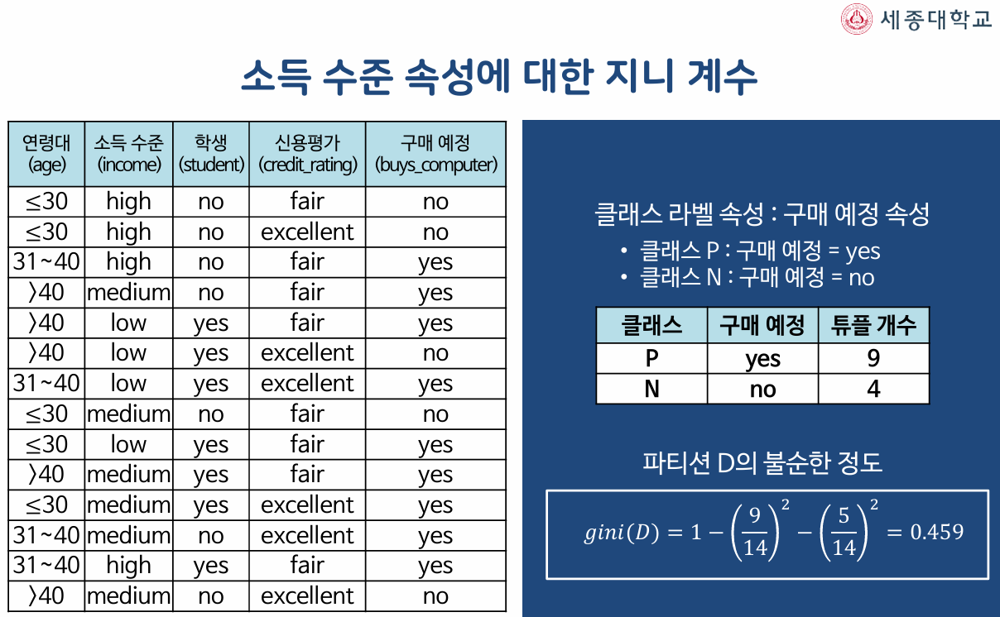 세종대학교
소득 수준 속성에 대한 지니 계수
연령대 소득 수준 학생 신용평가 구매 예정
(age) (income) (student) (credit_rating) (buys_computer)
≤30 high no fair no
≤30 high no excellent no
31~40 high no fair yes
>40 medium no fair yes
>40 low yes fair yes
>40 low yes excellent no
31~40 low yes excellent yes
≤30 medium no fair no
≤30 low yes fair yes
>40 medium yes fair yes
≤30 medium yes excellent yes
31~40 medium no excellent yes
31~40 high yes fair yes
>40 medium no excellent no
클래스 라벨 속성 : 구매 예정 속성
• 클래스 P : 구매 예정 = yes
• 클래스 N : 구매 예정 = no
클래스 구매 예정 튜플 개수
P yes 9
N no 4
파티션 D의 불순한 정도
gini(D) = 1 − (9/14)² − (5/14)² = 0.459